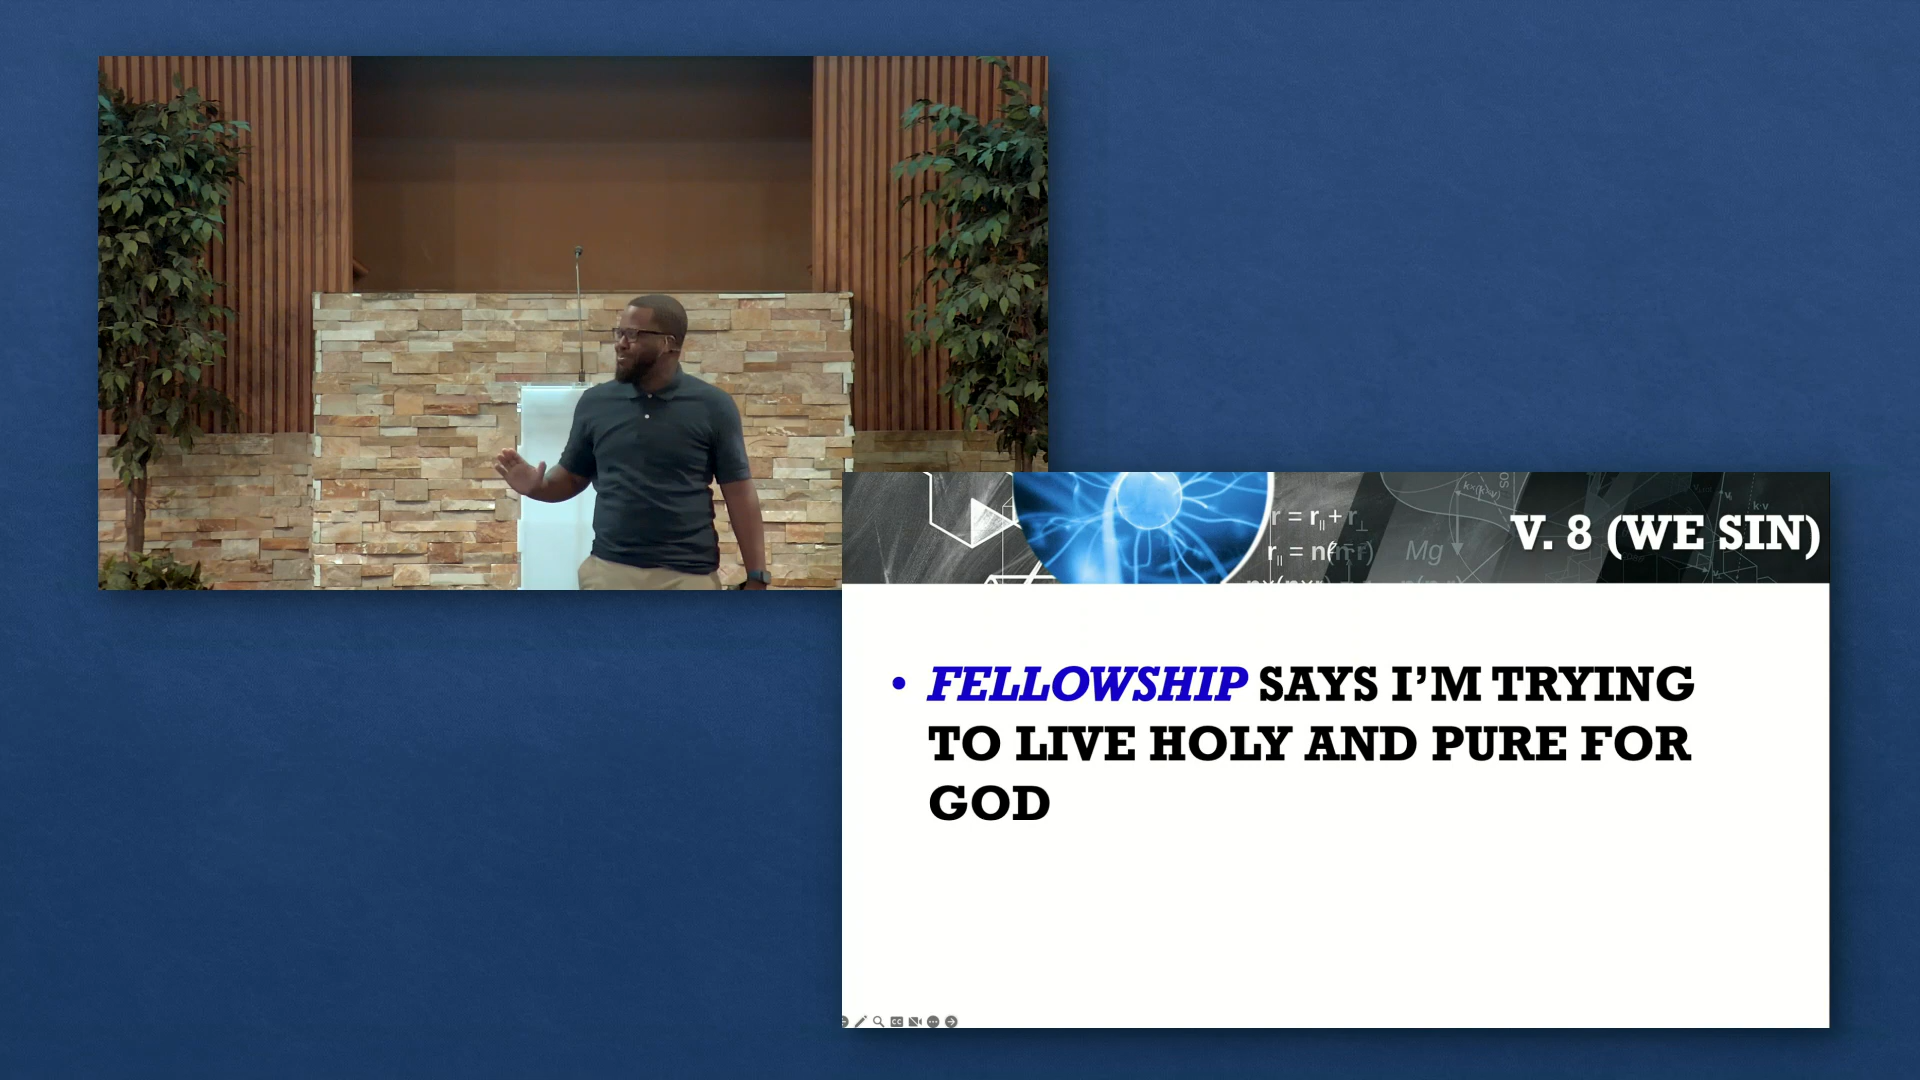 V. 8 (WE SIN)
r = r∥ + r⊥
r∥ = n(n·r)
Mg
• FELLOWSHIP SAYS I'M TRYING
TO LIVE HOLY AND PURE FOR
GOD